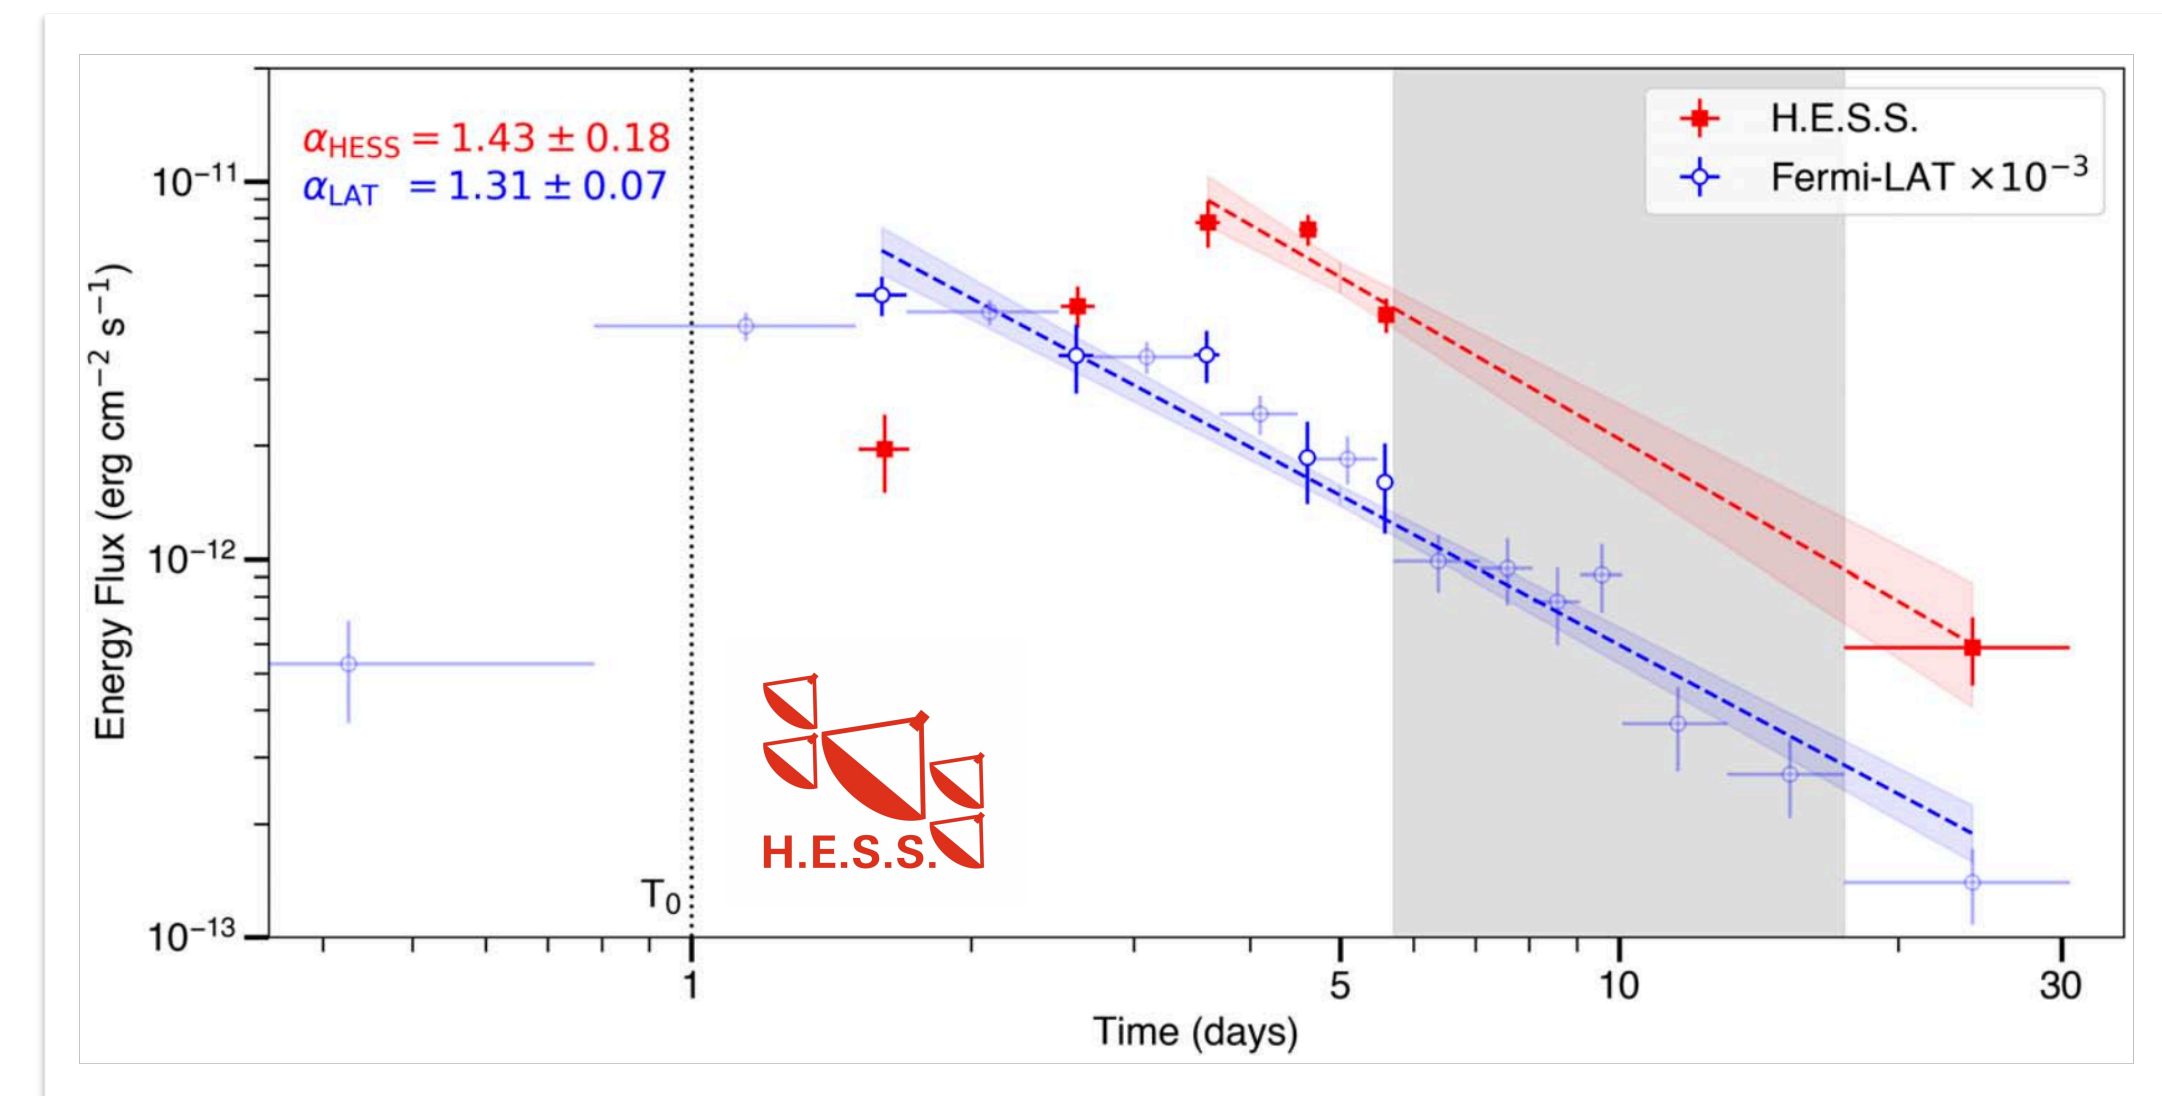 α_HESS = 1.43 ± 0.18
α_LAT = 1.31 ± 0.07
H.E.S.S.
Fermi-LAT ×10⁻³
10⁻¹¹
10⁻¹²
10⁻¹³
Energy Flux (erg cm⁻² s⁻¹)
H.E.S.S.
T₀
1
5
10
30
Time (days)